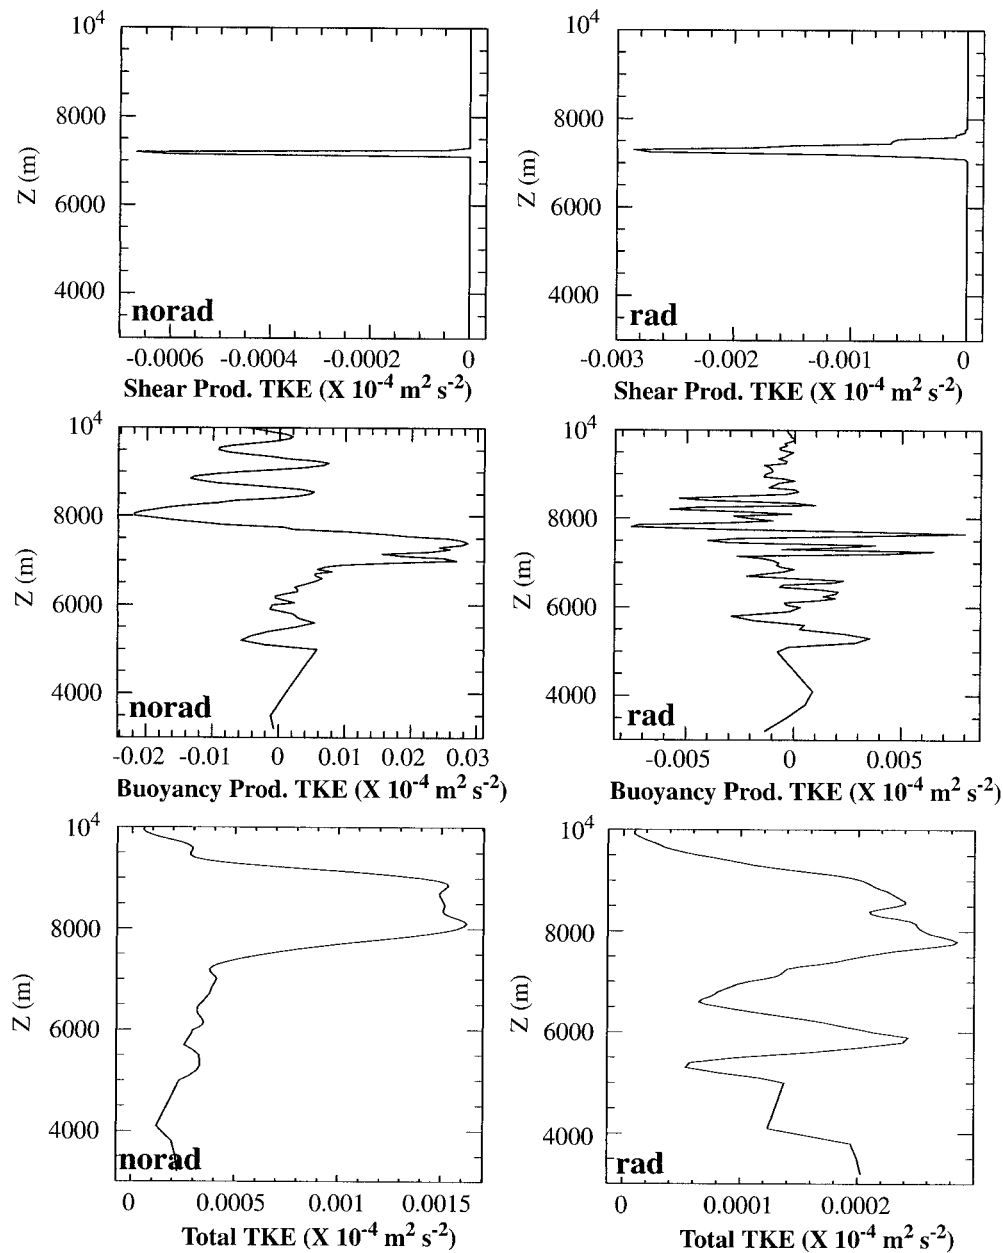 10⁴
8000
Z (m)
6000
4000
norad
-0.0006 -0.0004 -0.0002 0
Shear Prod. TKE (X 10⁻⁴ m² s⁻²)
10⁴
8000
Z (m)
6000
4000
rad
-0.003 -0.002 -0.001 0
Shear Prod. TKE (X 10⁻⁴ m² s⁻²)
10⁴
8000
Z (m)
6000
4000
norad
-0.02 -0.01 0 0.01 0.02 0.03
Buoyancy Prod. TKE (X 10⁻⁴ m² s⁻²)
10⁴
8000
Z (m)
6000
4000
rad
-0.005 0 0.005
Buoyancy Prod. TKE (X 10⁻⁴ m² s⁻²)
10⁴
8000
Z (m)
6000
4000
norad
0 0.0005 0.001 0.0015
Total TKE (X 10⁻⁴ m² s⁻²)
10⁴
8000
Z (m)
6000
4000
rad
0 0.0001 0.0002
Total TKE (X 10⁻⁴ m² s⁻²)